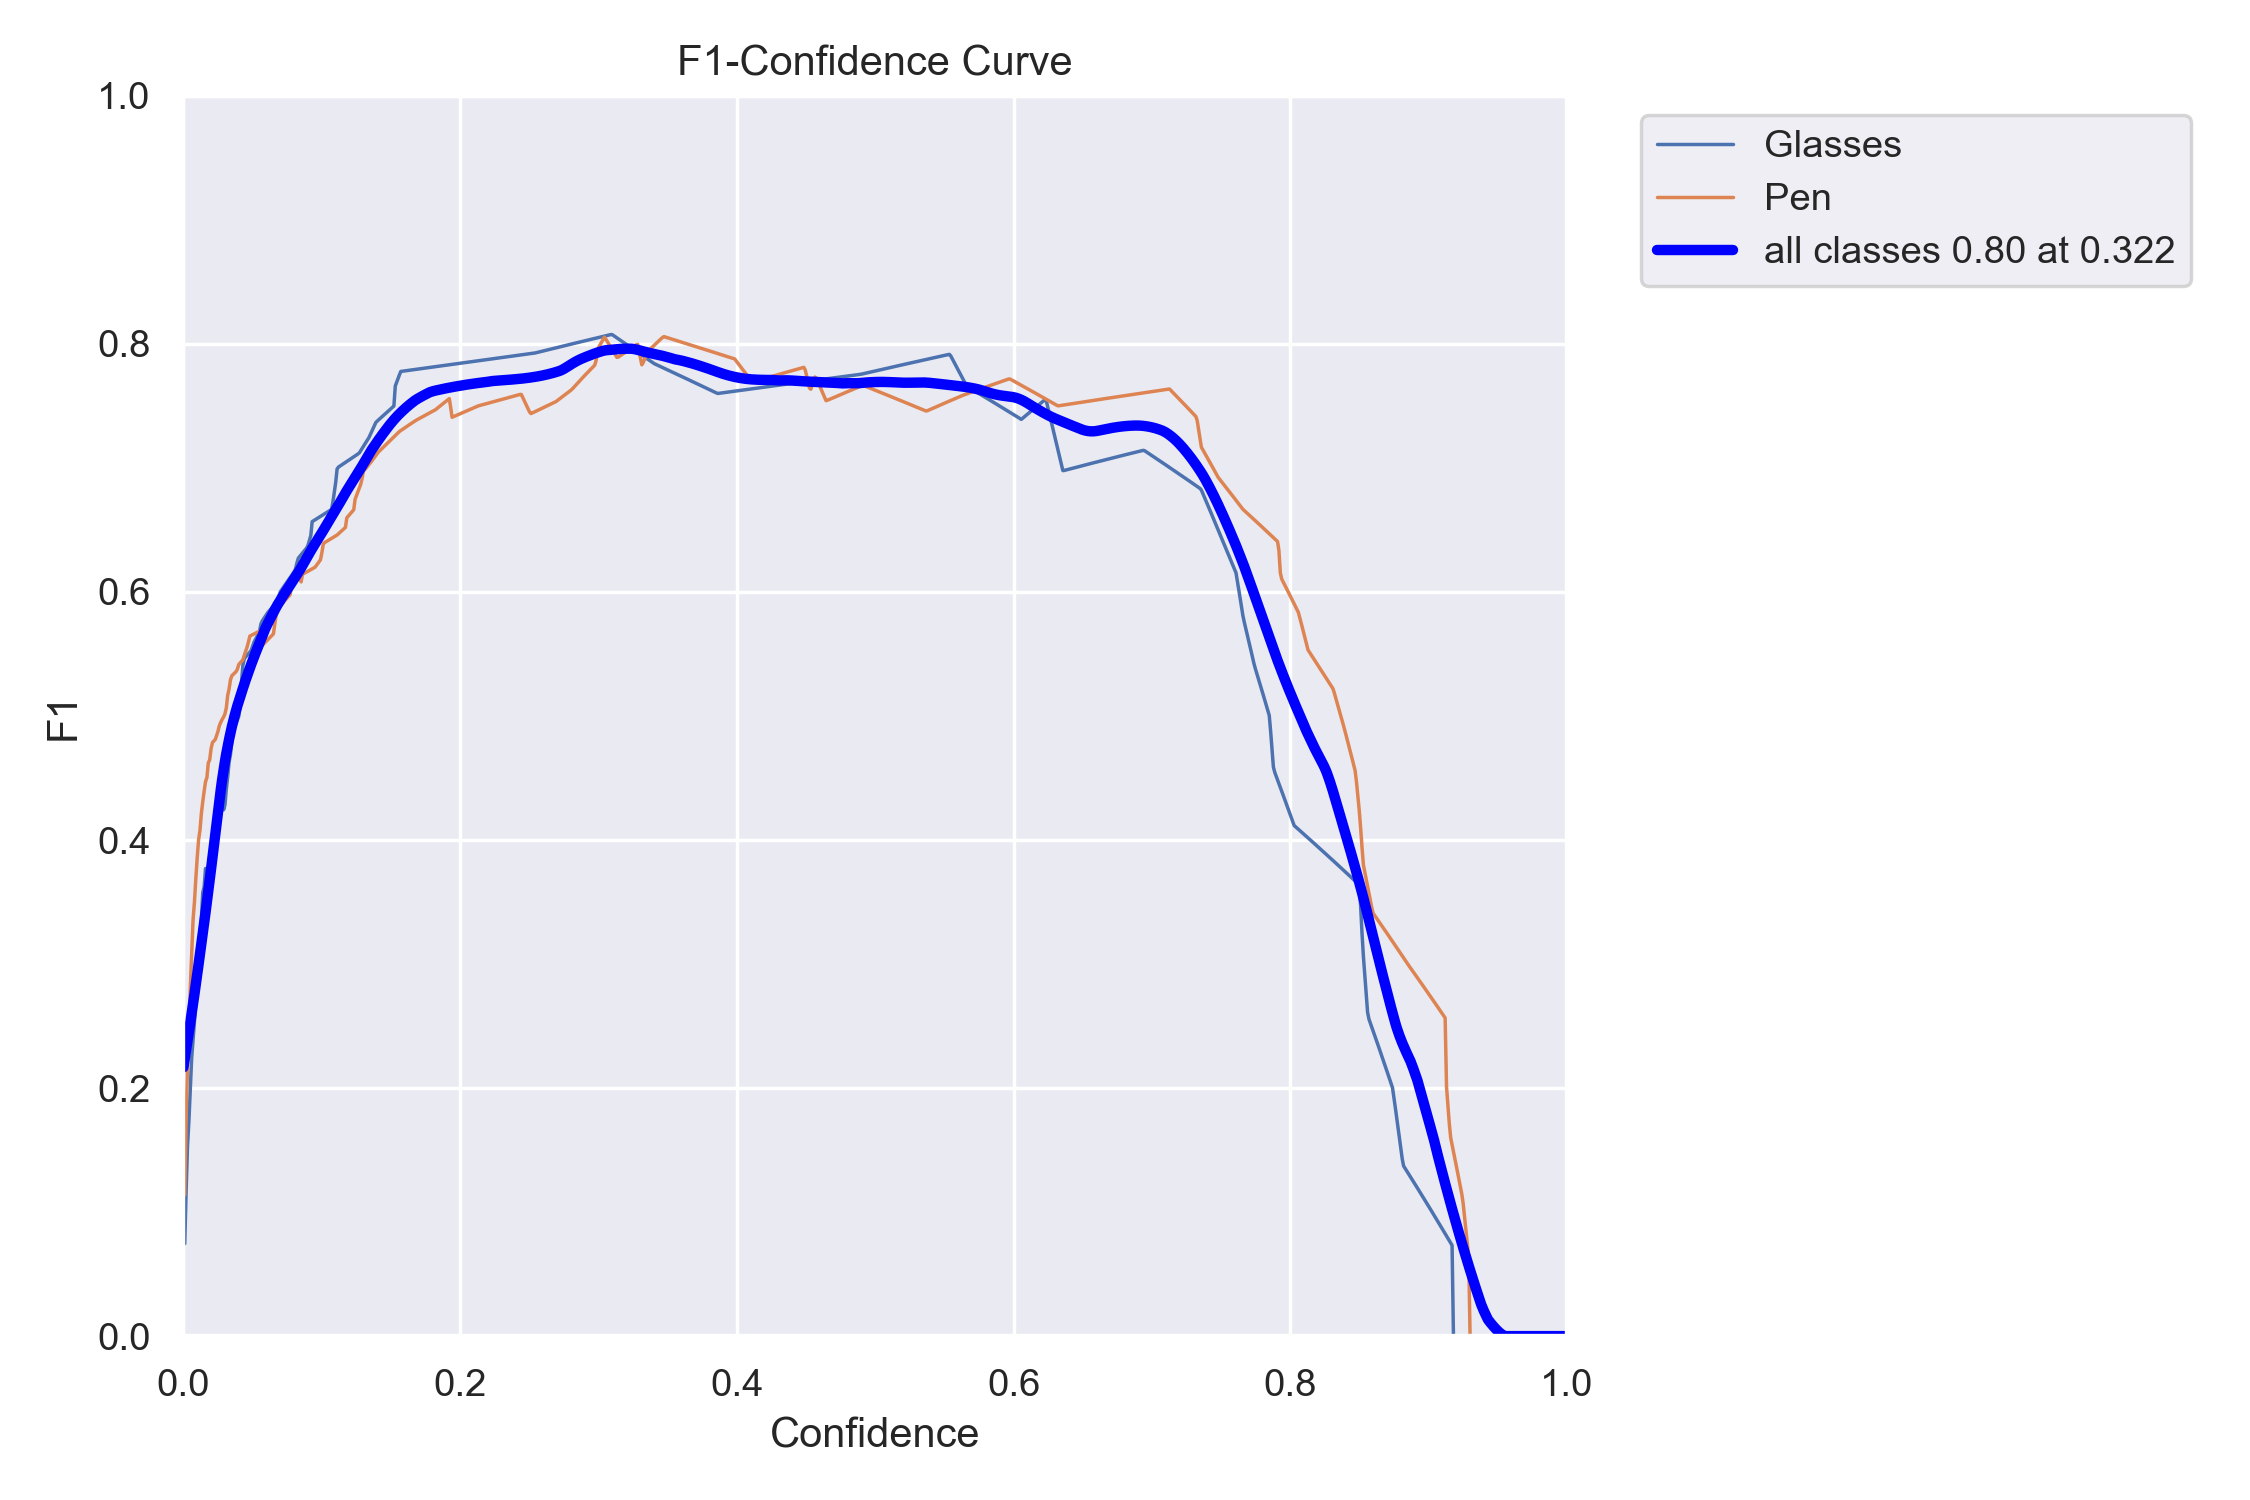 F1-Confidence Curve
1.0
0.8
0.6
0.4
0.2
0.0
F1
0.0 0.2 0.4 0.6 0.8 1.0
Confidence
Glasses
Pen
all classes 0.80 at 0.322